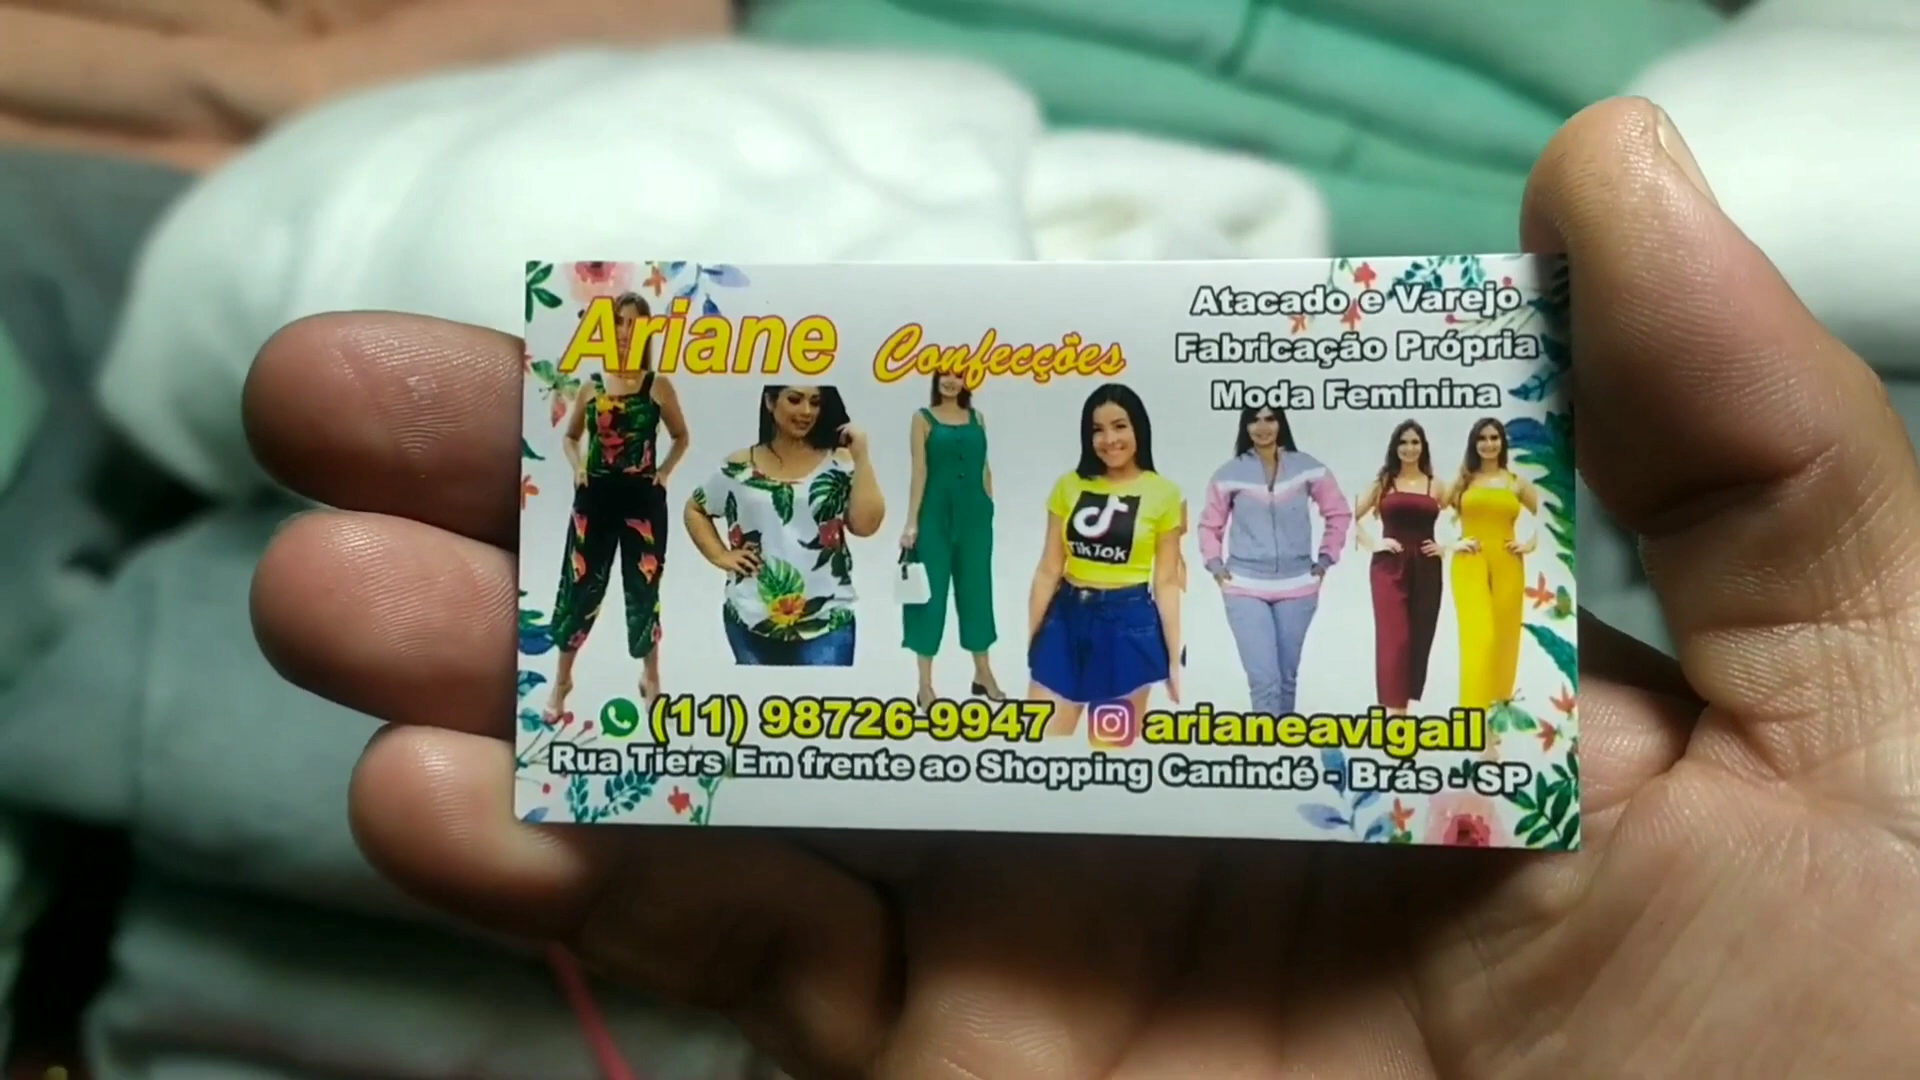 Ariane Confecções
Atacado e Varejo
Fabricação Própria
Moda Feminina
TikTok
(11) 98726-9947 arianeavigail
Rua Tiers Em frente ao Shopping Canindé - Brás - SP